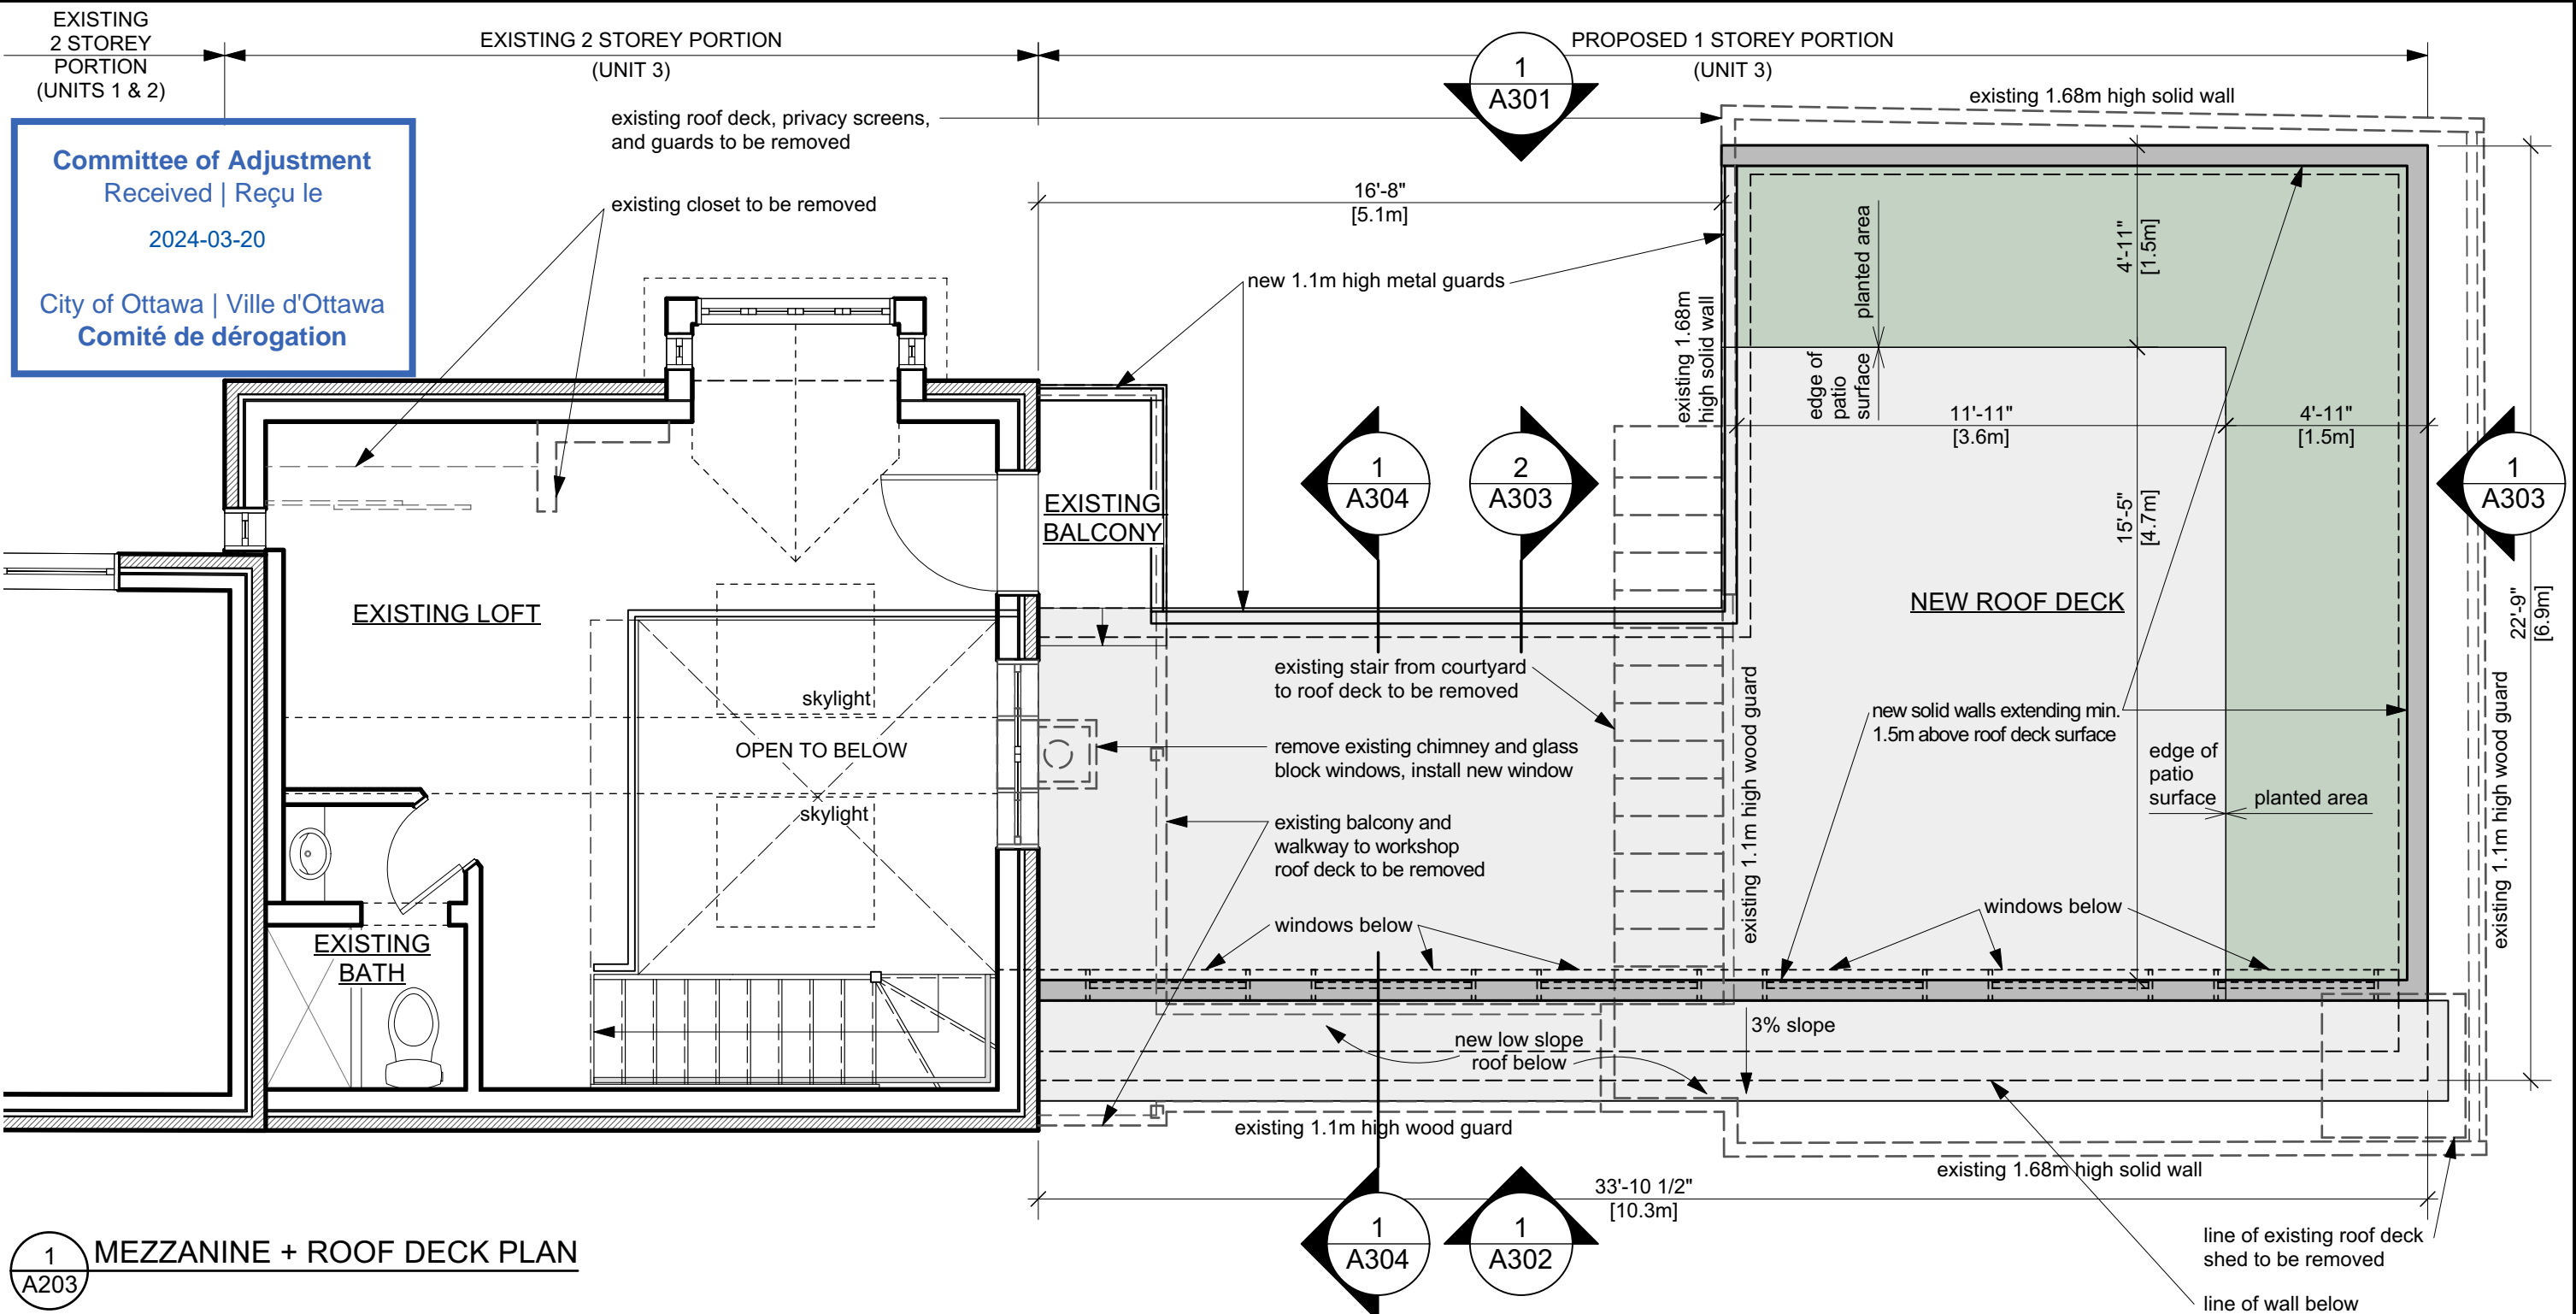 EXISTING
2 STOREY
PORTION
(UNITS 1 & 2)
EXISTING 2 STOREY PORTION
(UNIT 3)
PROPOSED 1 STOREY PORTION
(UNIT 3)
1
A301
existing 1.68m high solid wall
existing roof deck, privacy screens,
and guards to be removed
Committee of Adjustment
Received | Reçu le
2024-03-20
City of Ottawa | Ville d'Ottawa
Comité de dérogation
existing closet to be removed
16'-8"
[5.1m]
new 1.1m high metal guards
existing 1.68m
high solid wall
planted area
edge of
patio
surface
4'-11"
[1.5m]
11'-11"
[3.6m]
4'-11"
[1.5m]
1
A304
2
A303
1
A303
EXISTING
BALCONY
15'-5"
[4.7m]
EXISTING LOFT
NEW ROOF DECK
22'-9"
[6.9m]
existing stair from courtyard
to roof deck to be removed
skylight
OPEN TO BELOW
skylight
remove existing chimney and glass
block windows, install new window
existing 1.1m high wood guard
new solid walls extending min.
1.5m above roof deck surface
edge of
patio
surface
planted area
existing 1.1m high wood guard
existing balcony and
walkway to workshop
roof deck to be removed
windows below
windows below
EXISTING
BATH
new low slope
roof below
3% slope
existing 1.1m high wood guard
existing 1.68m high solid wall
33'-10 1/2"
[10.3m]
1
A304
1
A302
line of existing roof deck
shed to be removed
line of wall below
1
A203
MEZZANINE + ROOF DECK PLAN